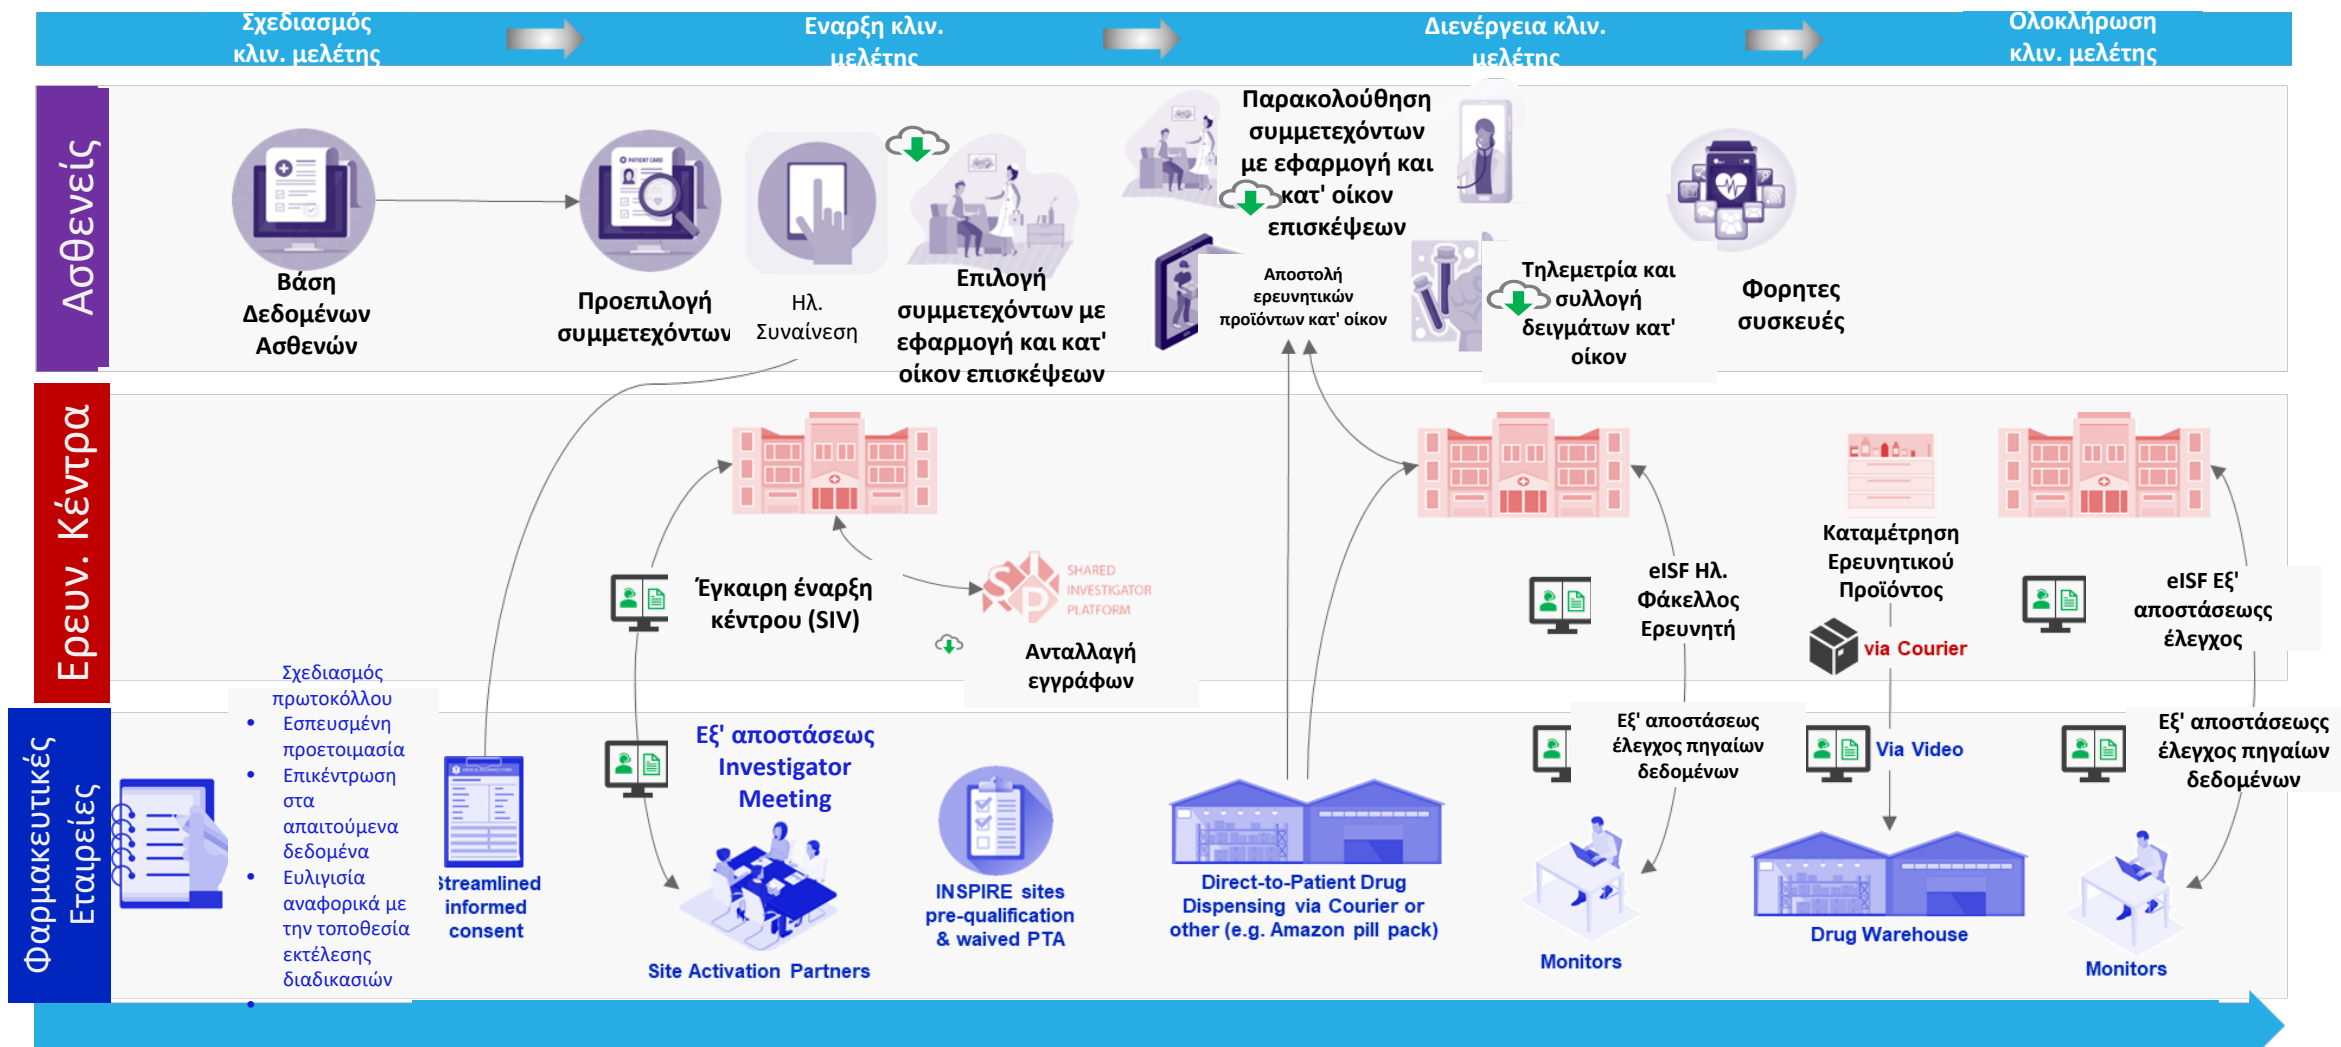 Σχεδιασμός
κλιν. μελέτης
Εναρξη κλιν.
μελέτης
Διενέργεια κλιν.
μελέτης
Ολοκλήρωση
κλιν. μελέτης
Ασθενείς
Βάση
Δεδομένων
Ασθενών
PATIENT CARD
Προεπιλογή
συμμετεχόντων
Ηλ.
Συναίνεση
Επιλογή
συμμετεχόντων με
εφαρμογή και κατ'
οίκον επισκέψεων
Παρακολούθηση
συμμετεχόντων
με εφαρμογή και
κατ' οίκον
επισκέψεων
Αποστολή
ερευνητικών
προϊόντων κατ' οίκον
Τηλεμετρία και
συλλογή
δειγμάτων κατ'
οίκον
Φορητες
συσκευές
Ερευν. Κέντρα
Έγκαιρη έναρξη
κέντρου (SIV)
SIP
SHARED
INVESTIGATOR
PLATFORM
Ανταλλαγή
εγγράφων
eISF Ηλ.
Φάκελλος
Ερευνητή
Καταμέτρηση
Ερευνητικού
Προϊόντος
via Courier
eISF Εξ'
αποστάσεωςς
έλεγχος
Φαρμακευτικές
Εταιρείες
Σχεδιασμός
πρωτοκόλλου
• Εσπευσμένη
προετοιμασία
• Επικέντρωση
στα
απαιτούμενα
δεδομένα
• Ευλιγισία
αναφορικά με
την τοποθεσία
εκτέλεσης
διαδικασιών
•
Streamlined
informed
consent
Εξ' αποστάσεως
Investigator
Meeting
Site Activation Partners
INSPIRE sites
pre-qualification
& waived PTA
Direct-to-Patient Drug
Dispensing via Courier or
other (e.g. Amazon pill pack)
Εξ' αποστάσεως
έλεγχος πηγαίων
δεδομένων
Monitors
Via Video
Drug Warehouse
Εξ' αποστάσεωςς
έλεγχος πηγαίων
δεδομένων
Monitors